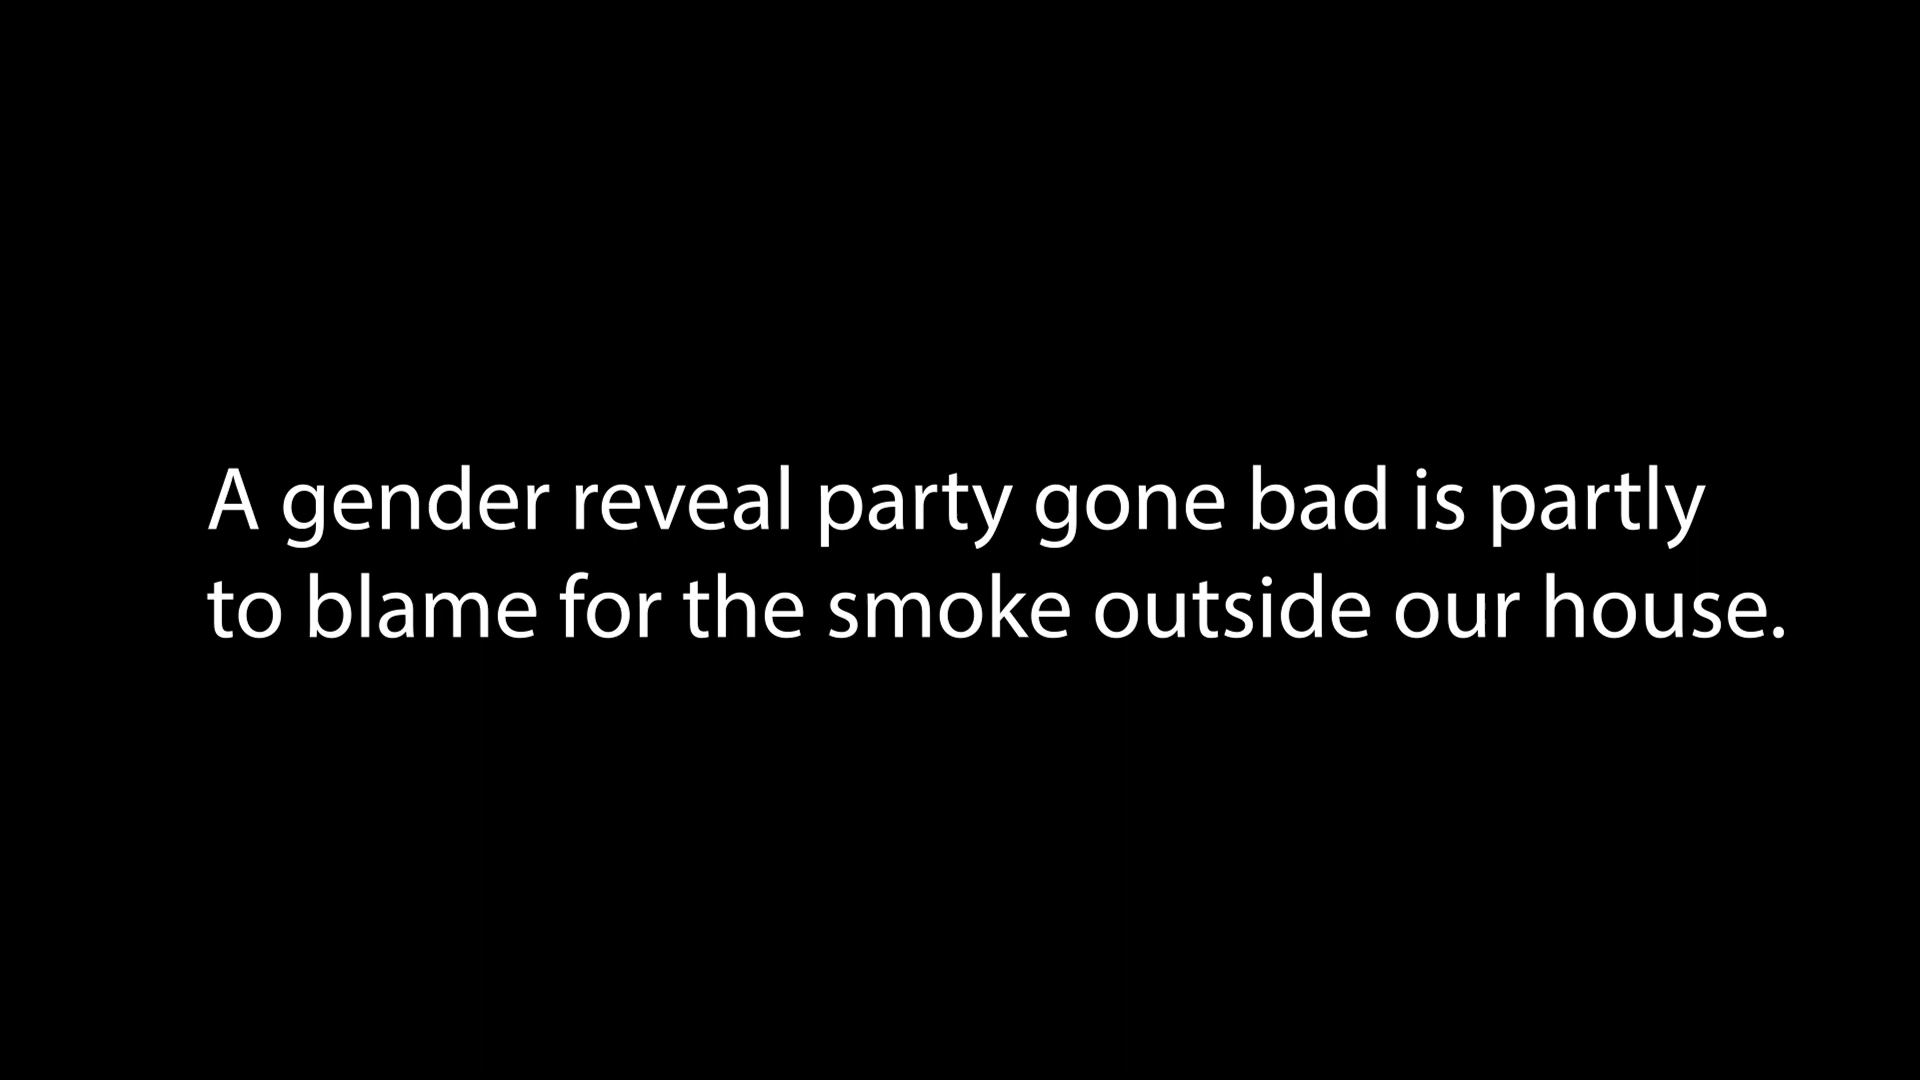 A gender reveal party gone bad is partly
to blame for the smoke outside our house.